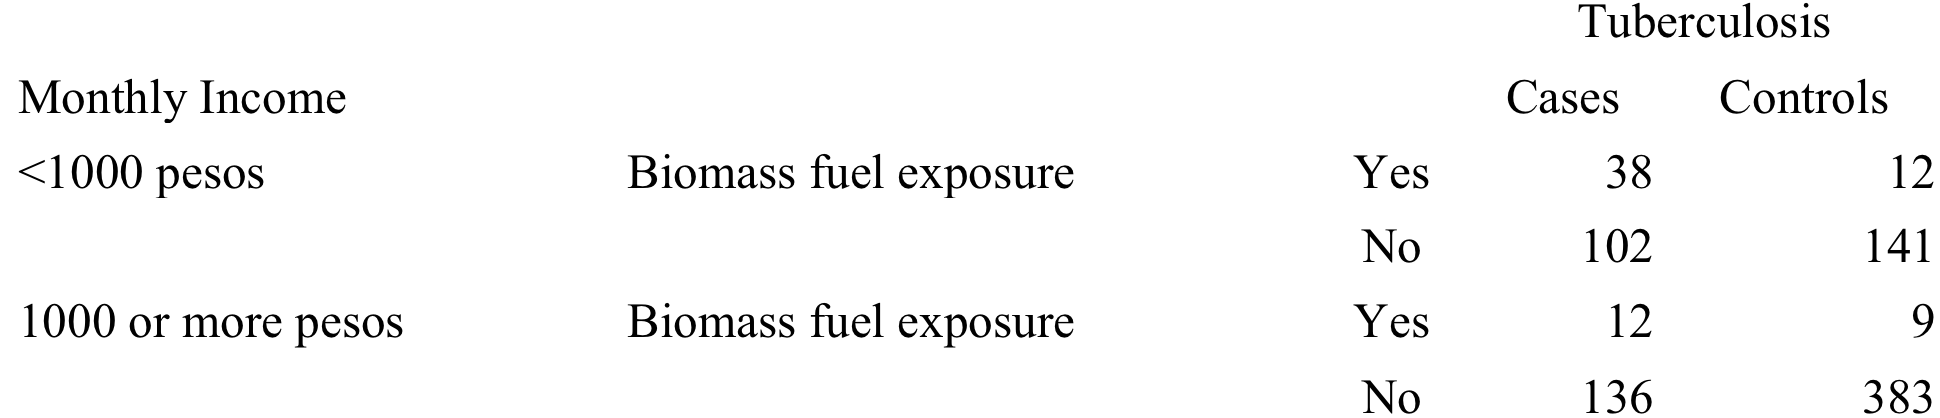 Tuberculosis
Monthly Income Cases Controls
<1000 pesos Biomass fuel exposure Yes 38 12
No 102 141
1000 or more pesos Biomass fuel exposure Yes 12 9
No 136 383